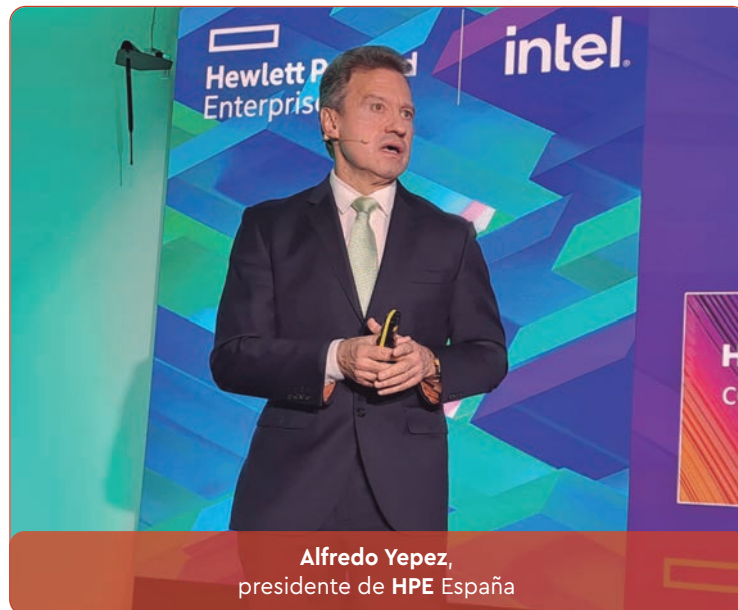 Hewlett P
Enterpris
intel.
H
C
Alfredo Yepez,
presidente de HPE España